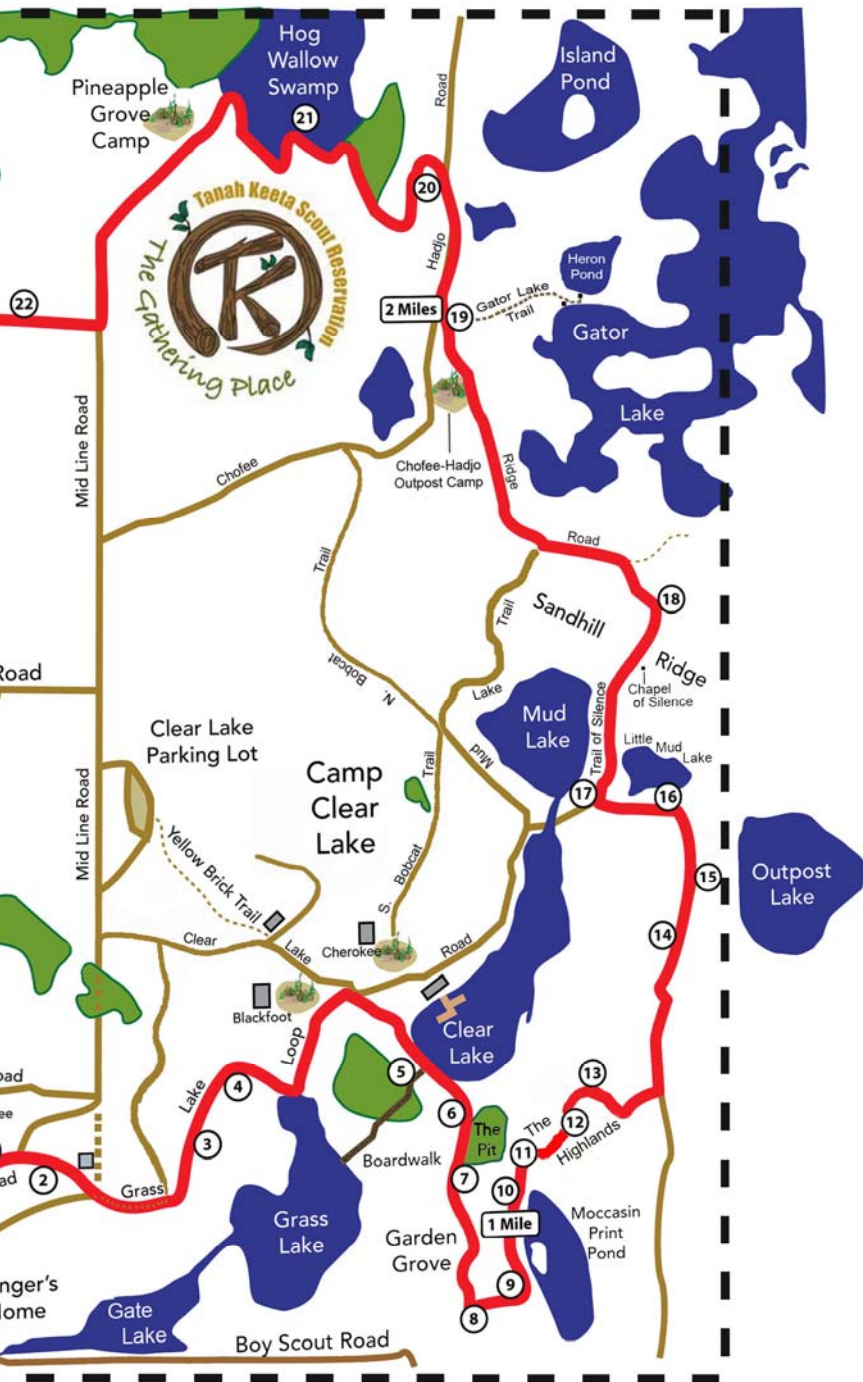 Hog
Wallow
Swamp
Pineapple
Grove
Camp
21
Road
Island
Pond
20
Tanah Keeta Scout Reservation
TK
The Gathering Place
Hadjo
Heron
Pond
22
2 Miles
19
Gator Lake
Trail
Gator
Lake
Mid Line Road
Chofee
Chofee-Hadjo
Outpost Camp
Ridge
Road
Trail
Trail
Sandhill
Ridge
18
Road
N. Bobcat
Lake
Mud
Chapel
of Silence
Trail of Silence
Mud
Lake
Little Mud
Lake
Clear Lake
Parking Lot
Camp
Clear
Lake
Trail
17
16
Mid Line Road
Yellow Brick Trail
S. Bobcat
15
Outpost
Lake
14
Clear
Lake
Road
Cherokee
Blackfoot
Loop
Clear
Lake
5
13
4
Lake
oad
ee
6
The
Pit
12
The
Highlands
3
11
Boardwalk
2
ad
7
Grass
10
Grass
Lake
1 Mile
Moccasin
Print
Pond
Garden
Grove
9
8
nger's
Home
Gate
Lake
Boy Scout Road